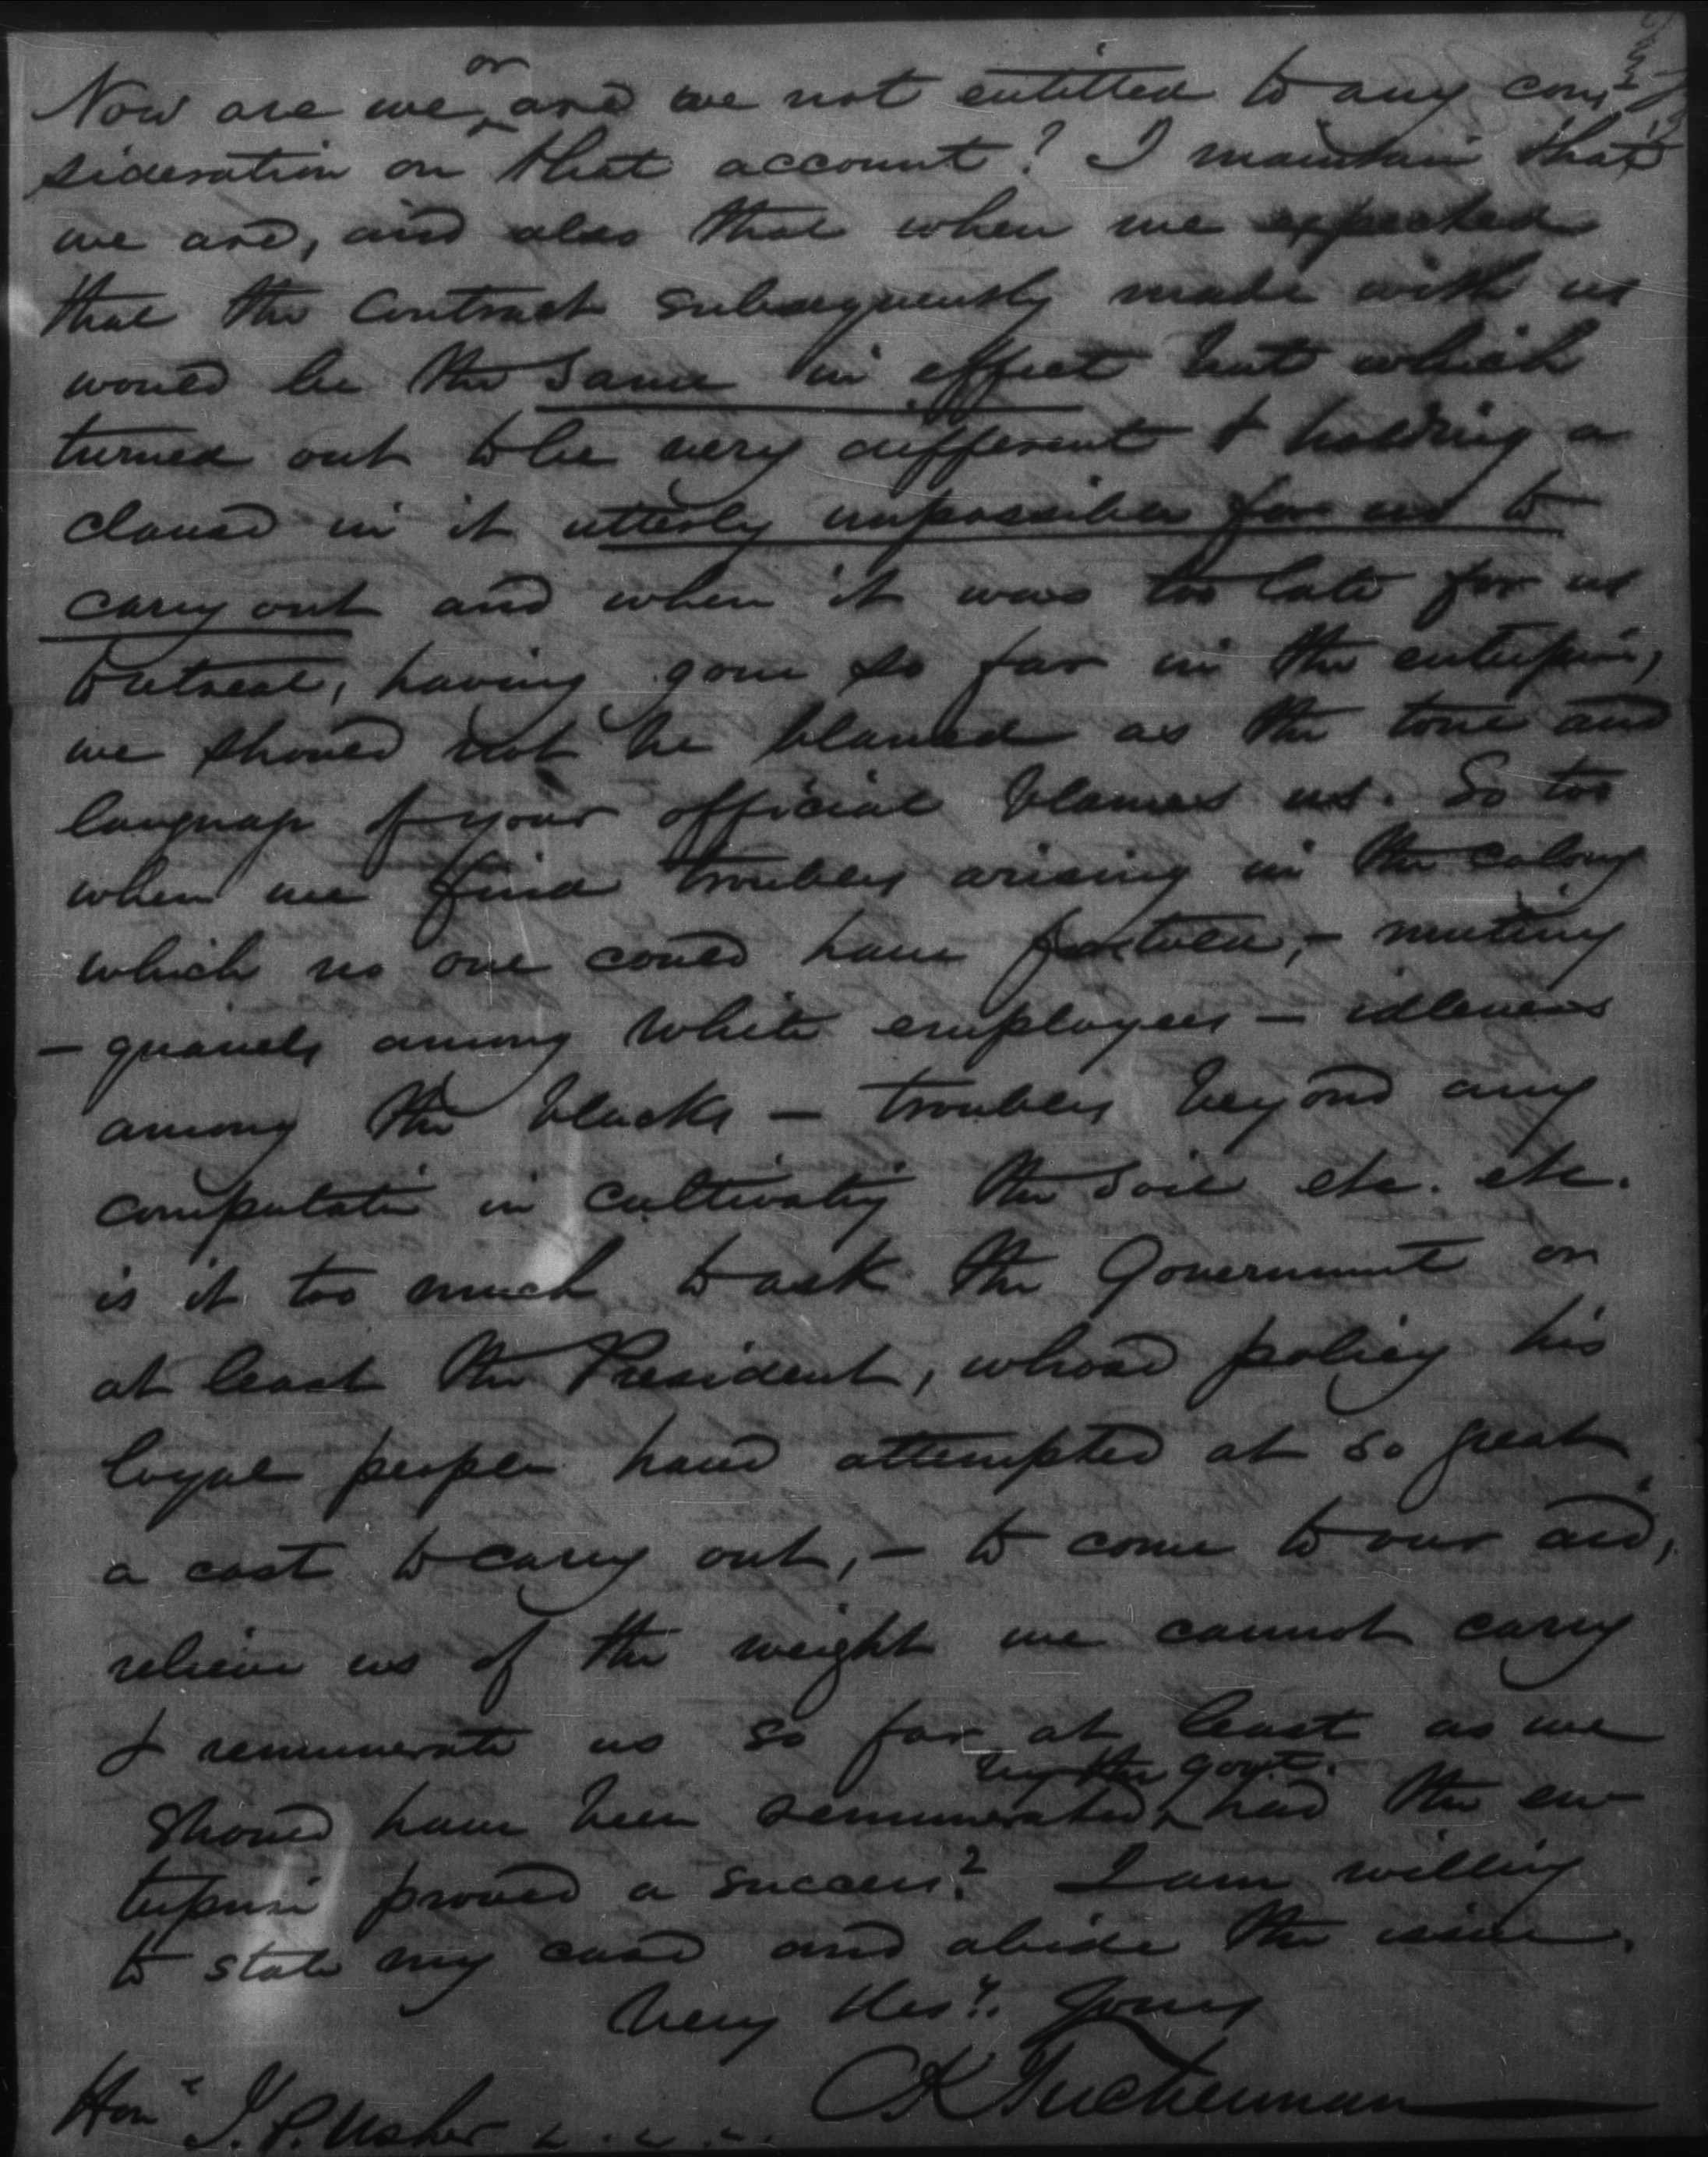 Now are we or are we not entitled to any con-
sideration on that account? I maintain that
we are, and also that when we expected
that the contract subsequently made with us
would be the same in effect but which
turned out to be very different & holding a
clause in it utterly impossible for us to
carry out and when it was too late for us
to retreat, having gone so far in the enterprise,
we should not be blamed as the tone and
language of your official blames us. So too
when we find troubles arising in the colony
which no one could have foretold, – mutiny
– quarrels among white employees – idleness
among the blacks – troubles beyond any
computation in cultivating the soil etc. etc.
is it too much to ask the Government or
at least the President, whose policy his
loyal people have attempted at so great
a cost to carry out, – to come to our aid,
relieve us of the weight we cannot carry
& remunerate us so far at least as we
should have been remunerated by the govt. had the en-
terprise proved a success? I am willing
to state my case and abide the issue.
Very Resy. Yours
CK Tuckerman
Hone J. P. Usher